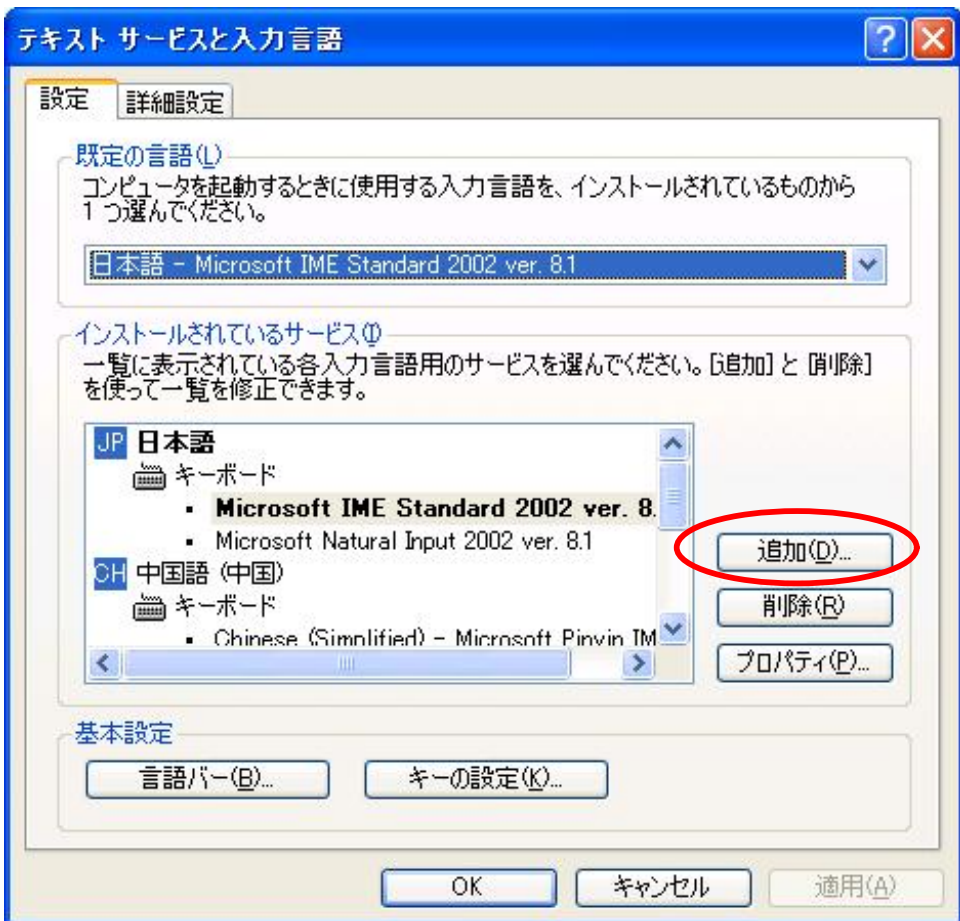 テキスト サービスと入力言語
設定
詳細設定
既定の言語(L)
コンピュータを起動するときに使用する入力言語を、インストールされているものから
1 つ選んでください。
日本語 - Microsoft IME Standard 2002 ver. 8.1
インストールされているサービス(I)
一覧に表示されている各入力言語用のサービスを選んでください。[追加] と [削除]
を使って一覧を修正できます。
JP 日本語
キーボード
Microsoft IME Standard 2002 ver. 8.
Microsoft Natural Input 2002 ver. 8.1
CH 中国語 (中国)
キーボード
Chinese (Simplified) - Microsoft Pinyin IM
追加(D)...
削除(R)
プロパティ(P)...
基本設定
言語バー(B)...
キーの設定(K)...
OK
キャンセル
適用(A)